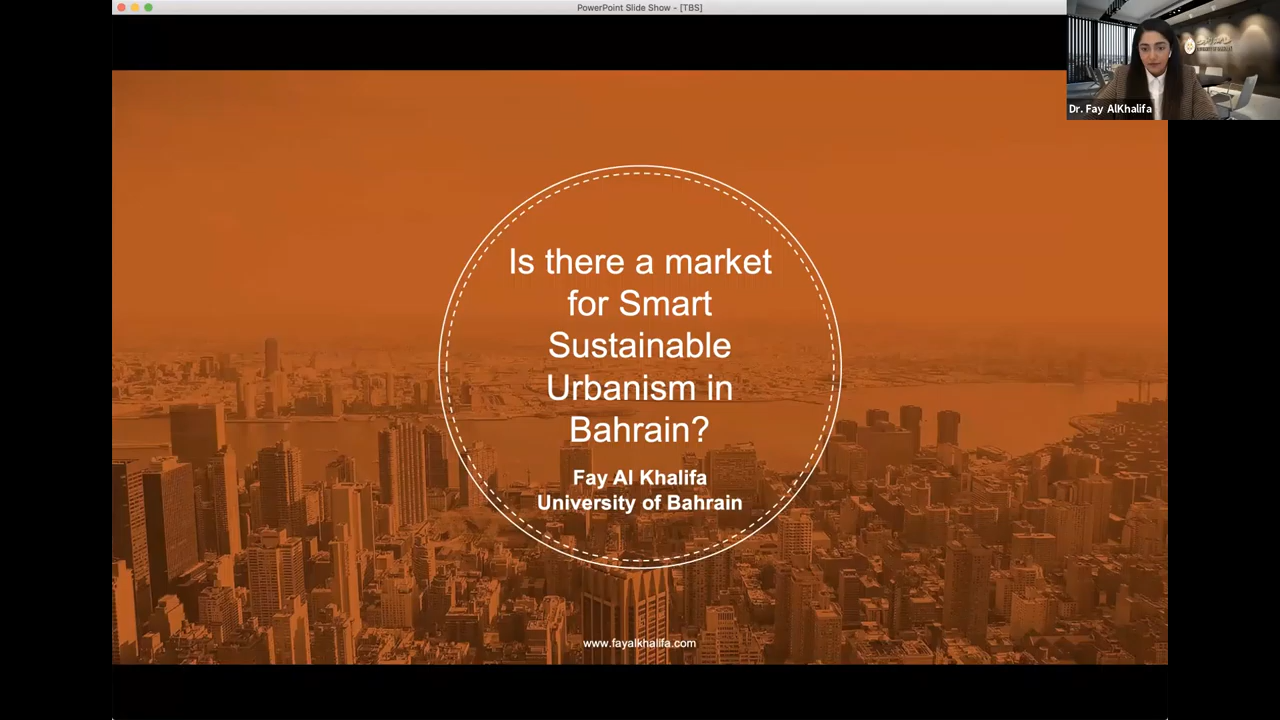 PowerPoint Slide Show - [TBS]
Dr. Fay AlKhalifa
Is there a market
for Smart
Sustainable
Urbanism in
Bahrain?
Fay Al Khalifa
University of Bahrain
www.fayalkhalifa.com